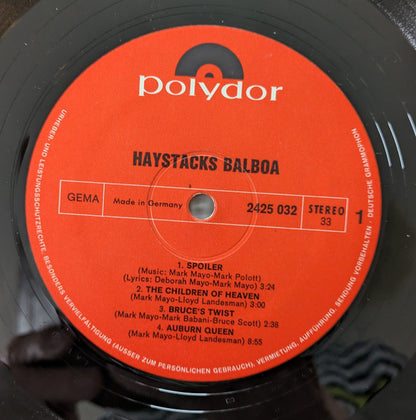 polydor
HAYSTACKS BALBOA
GEMA
Made in Germany
2425 032
STEREO
33
1
1. SPOILER
(Music: Mark Mayo-Mark Polott)
(Lyrics: Deborah Mayo-Mark Mayo) 3:24
2. THE CHILDREN OF HEAVEN
(Mark Mayo-Lloyd Landesman) 3:00
3. BRUCE'S TWIST
(Mark Mayo-Mark Babani-Bruce Scott) 2:38
4. AUBURN QUEEN
(Mark Mayo-Lloyd Landesman) 8:55
URHEBER- UND LEISTUNGSSCHUTZRECHTE, BESONDERS VERVIELFÄLTIGUNG (AUSSER ZUM PERSÖNLICHEN GEBRAUCH), VERMIETUNG, AUFFÜHRUNG, SENDUNG VORBEHALTEN · DEUTSCHE GRAMMOPHON